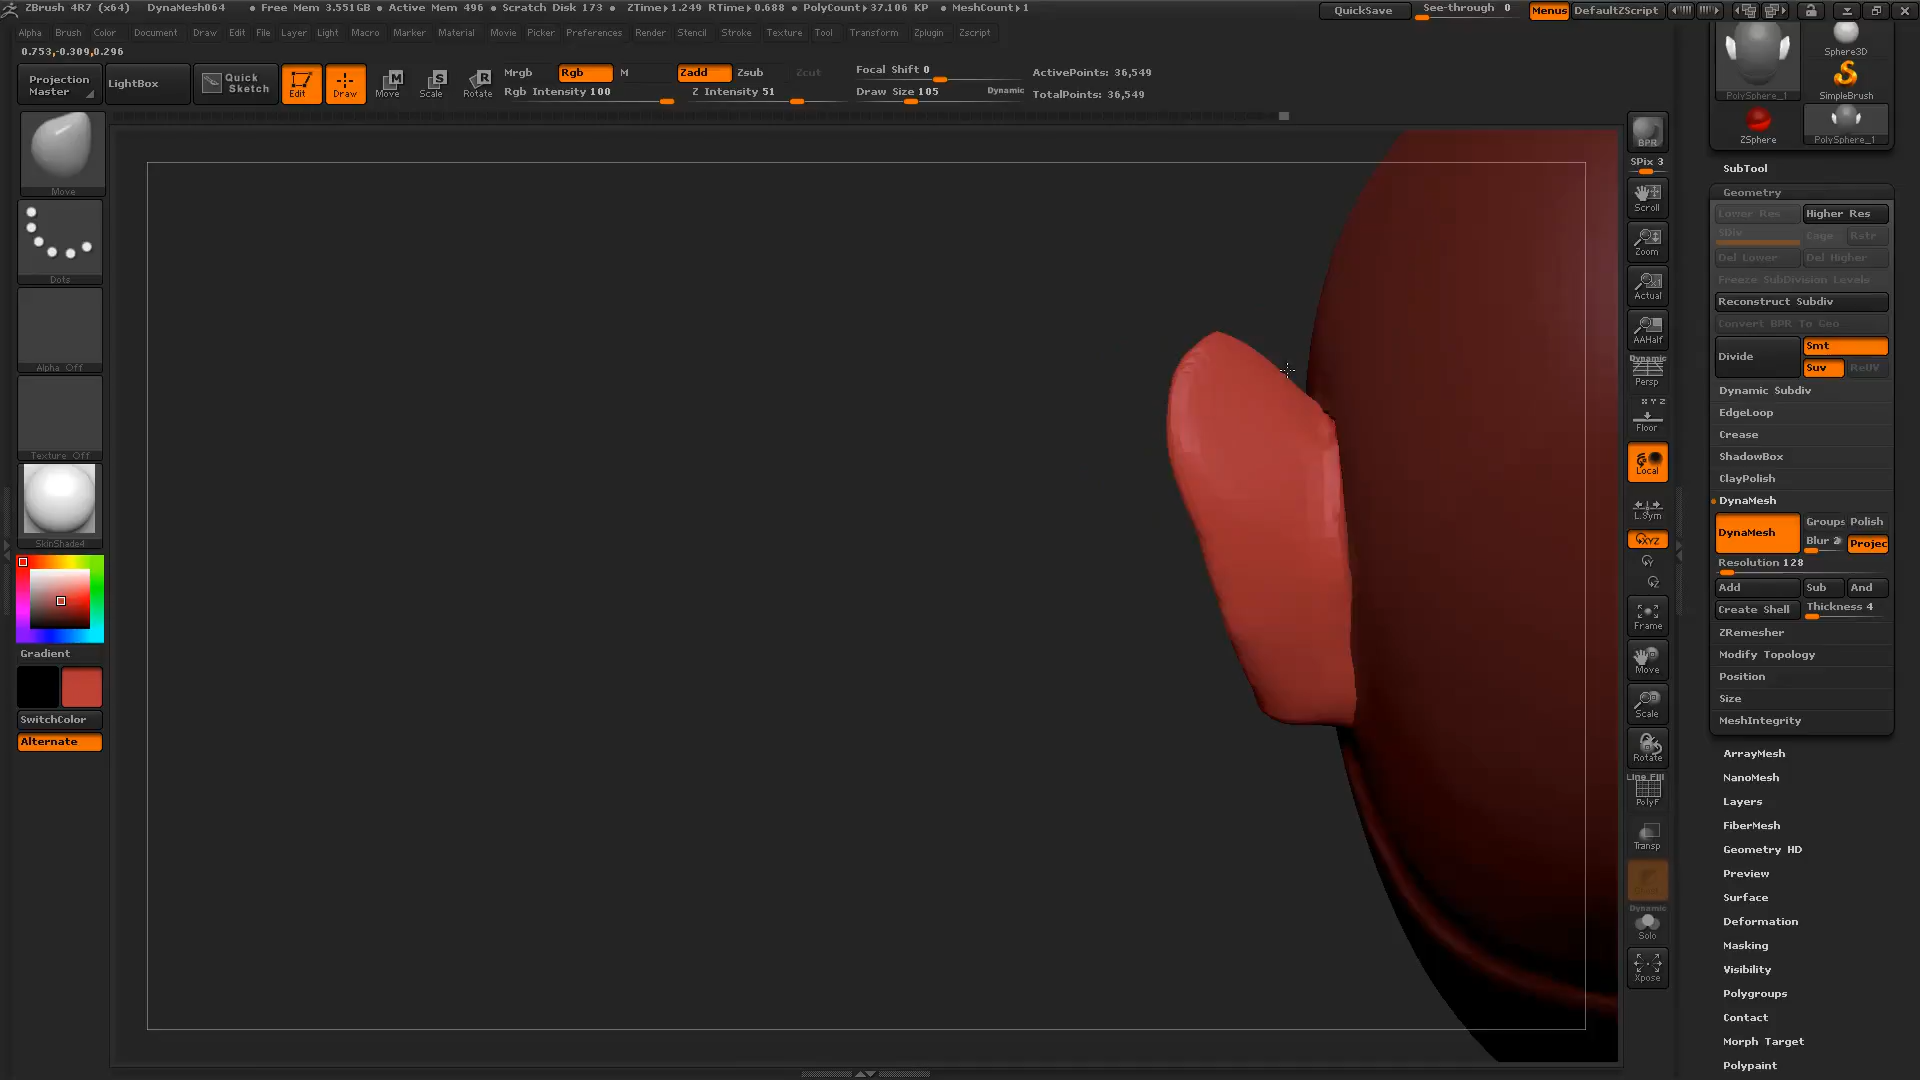 ZBrush 4R7 (x64) DynaMesh064 • Free Mem 3.551GB • Active Mem 496 • Scratch Disk 173 • ZTime▸1.249 RTime▸0.688 • PolyCount▸37.106 KP • MeshCount▸1
QuickSave See-through 0 Menus DefaultZScript
Alpha Brush Color Document Draw Edit File Layer Light Macro Marker Material Movie Picker Preferences Render Stencil Stroke Texture Tool Transform Zplugin Zscript
0.753,-0.309,0.296
Projection Master
LightBox
Quick Sketch
Edit
Draw
Move
Scale
Rotate
Mrgb Rgb M
Rgb Intensity 100
Zadd Zsub Zcut
Z Intensity 51
Focal Shift 0
Draw Size 105 Dynamic
ActivePoints: 36,549
TotalPoints: 36,549
Move
Dots
Alpha Off
Texture Off
SkinShade4
Gradient
SwitchColor
Alternate
BPR
SPix 3
Scroll
Zoom
Actual
AAHalf
Dynamic
Persp
X Y Z
Floor
Local
L.Sym
XYZ
Y
Z
Frame
Move
Scale
Rotate
Line Fill
PolyF
Transp
Dynamic
Solo
Xpose
PolySphere_1
Sphere3D
SimpleBrush
ZSphere
PolySphere_1
SubTool
Geometry
Lower Res Higher Res
SDiv Cage Rstr
Del Lower Del Higher
Freeze SubDivision Levels
Reconstruct Subdiv
Convert BPR To Geo
Divide Smt
Suv ReUV
Dynamic Subdiv
EdgeLoop
Crease
ShadowBox
ClayPolish
DynaMesh
DynaMesh Groups Polish
Blur 2 Projec
Resolution 128
Add Sub And
Create Shell Thickness 4
ZRemesher
Modify Topology
Position
Size
MeshIntegrity
ArrayMesh
NanoMesh
Layers
FiberMesh
Geometry HD
Preview
Surface
Deformation
Masking
Visibility
Polygroups
Contact
Morph Target
Polypaint